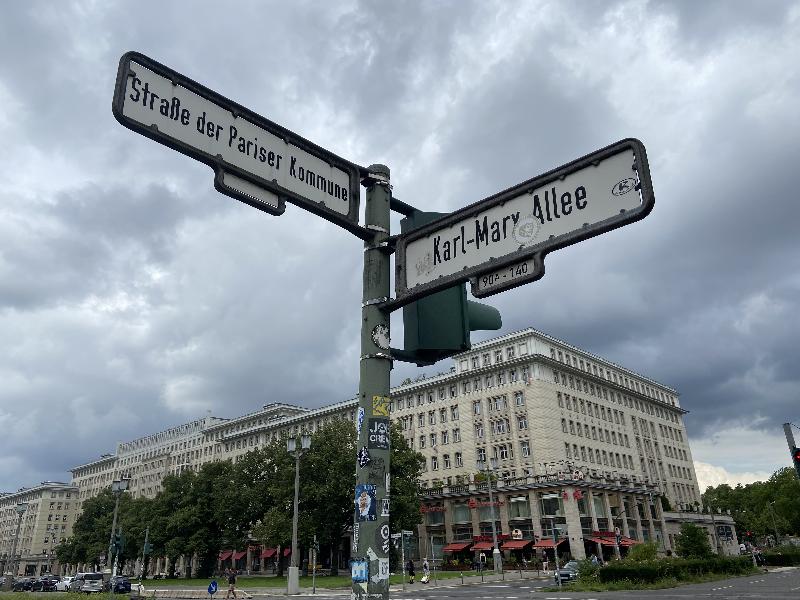 Straße der Pariser Kommune
Karl-Marx Allee
90A - 140